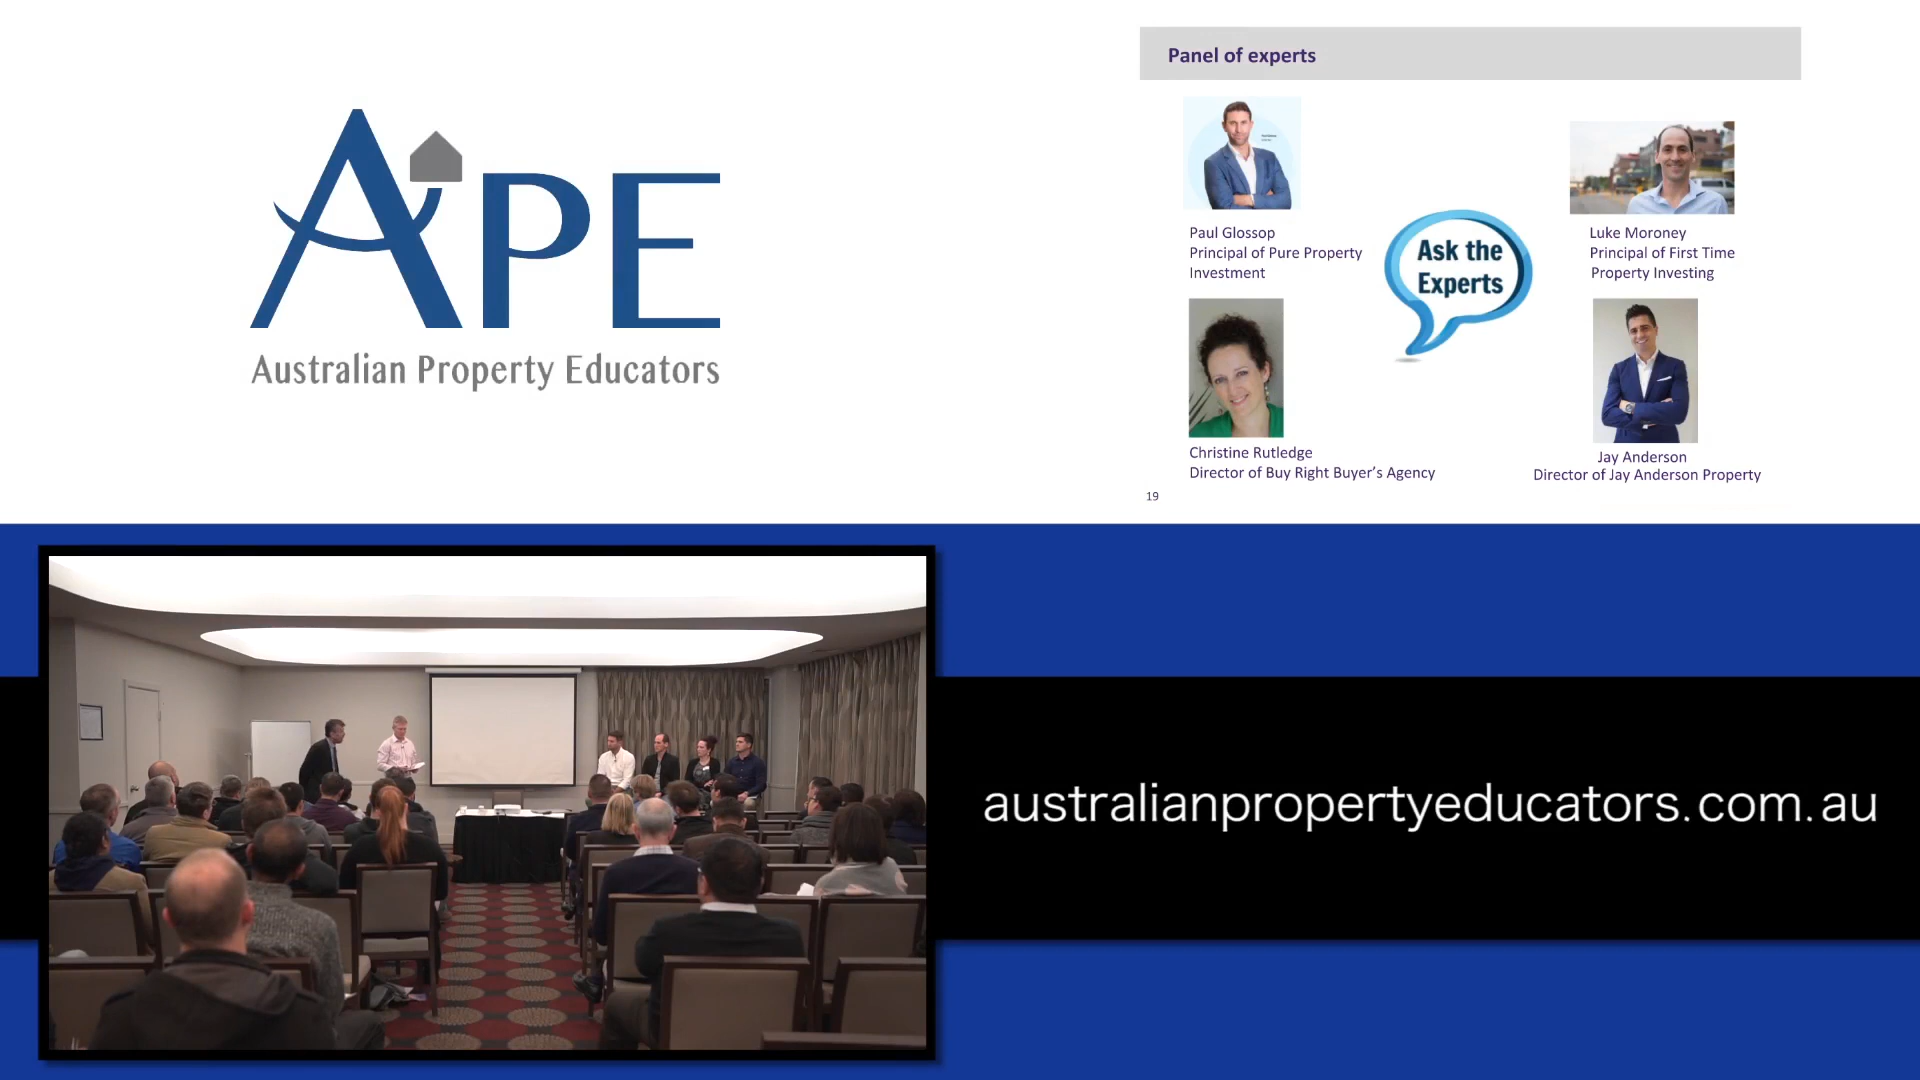 APE
Australian Property Educators
Panel of experts
Paul Glossop
Principal of Pure Property
Investment
Ask the
Experts
Luke Moroney
Principal of First Time
Property Investing
Christine Rutledge
Director of Buy Right Buyer's Agency
Jay Anderson
Director of Jay Anderson Property
19
australianpropertyeducators.com.au